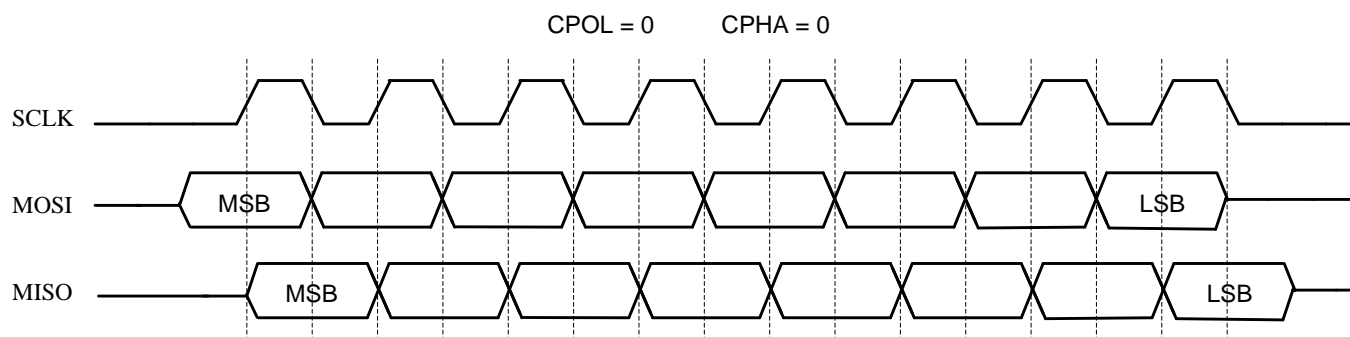 CPOL = 0 CPHA = 0
SCLK
MOSI MSB LSB
MISO MSB LSB